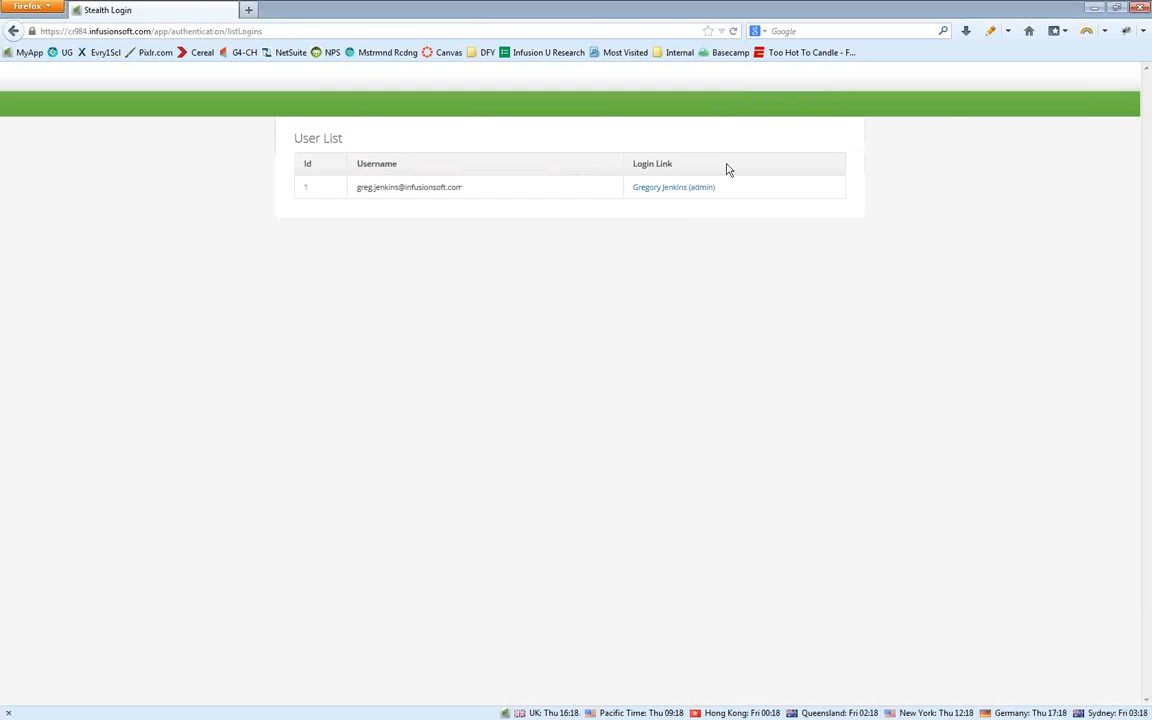 Firefox
Stealth Login
https://cr984.infusionsoft.com/app/authentication/listLogins
Google
MyApp UG Evry1Scl Pixlr.com Cereal G4-CH NetSuite NPS Mstrmnd Rcdng Canvas DFY Infusion U Research Most Visited Internal Basecamp Too Hot To Candle - F...
User List
Id Username Login Link
1 greg.jenkins@infusionsoft.com Gregory Jenkins (admin)
UK: Thu 16:18 Pacific Time: Thu 09:18 Hong Kong: Fri 00:18 Queensland: Fri 02:18 New York: Thu 12:18 Germany: Thu 17:18 Sydney: Fri 03:18